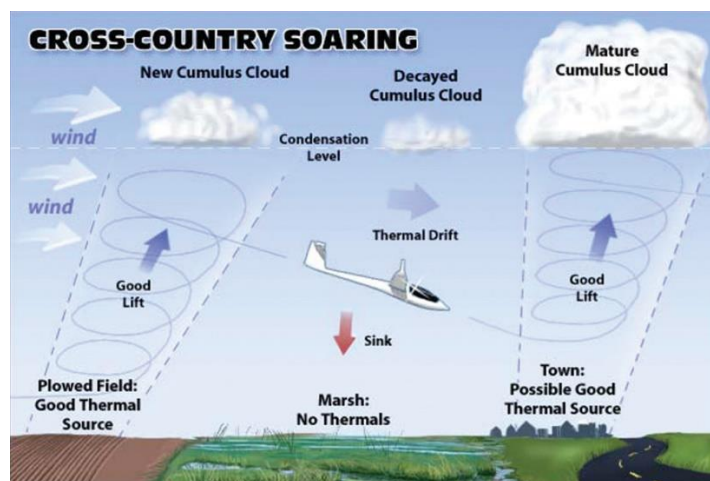 CROSS-COUNTRY SOARING
New Cumulus Cloud
Decayed
Cumulus Cloud
Mature
Cumulus Cloud
wind
Condensation
Level
wind
Thermal Drift
Good
Lift
Good
Lift
Sink
Plowed Field:
Good Thermal
Source
Marsh:
No Thermals
Town:
Possible Good
Thermal Source